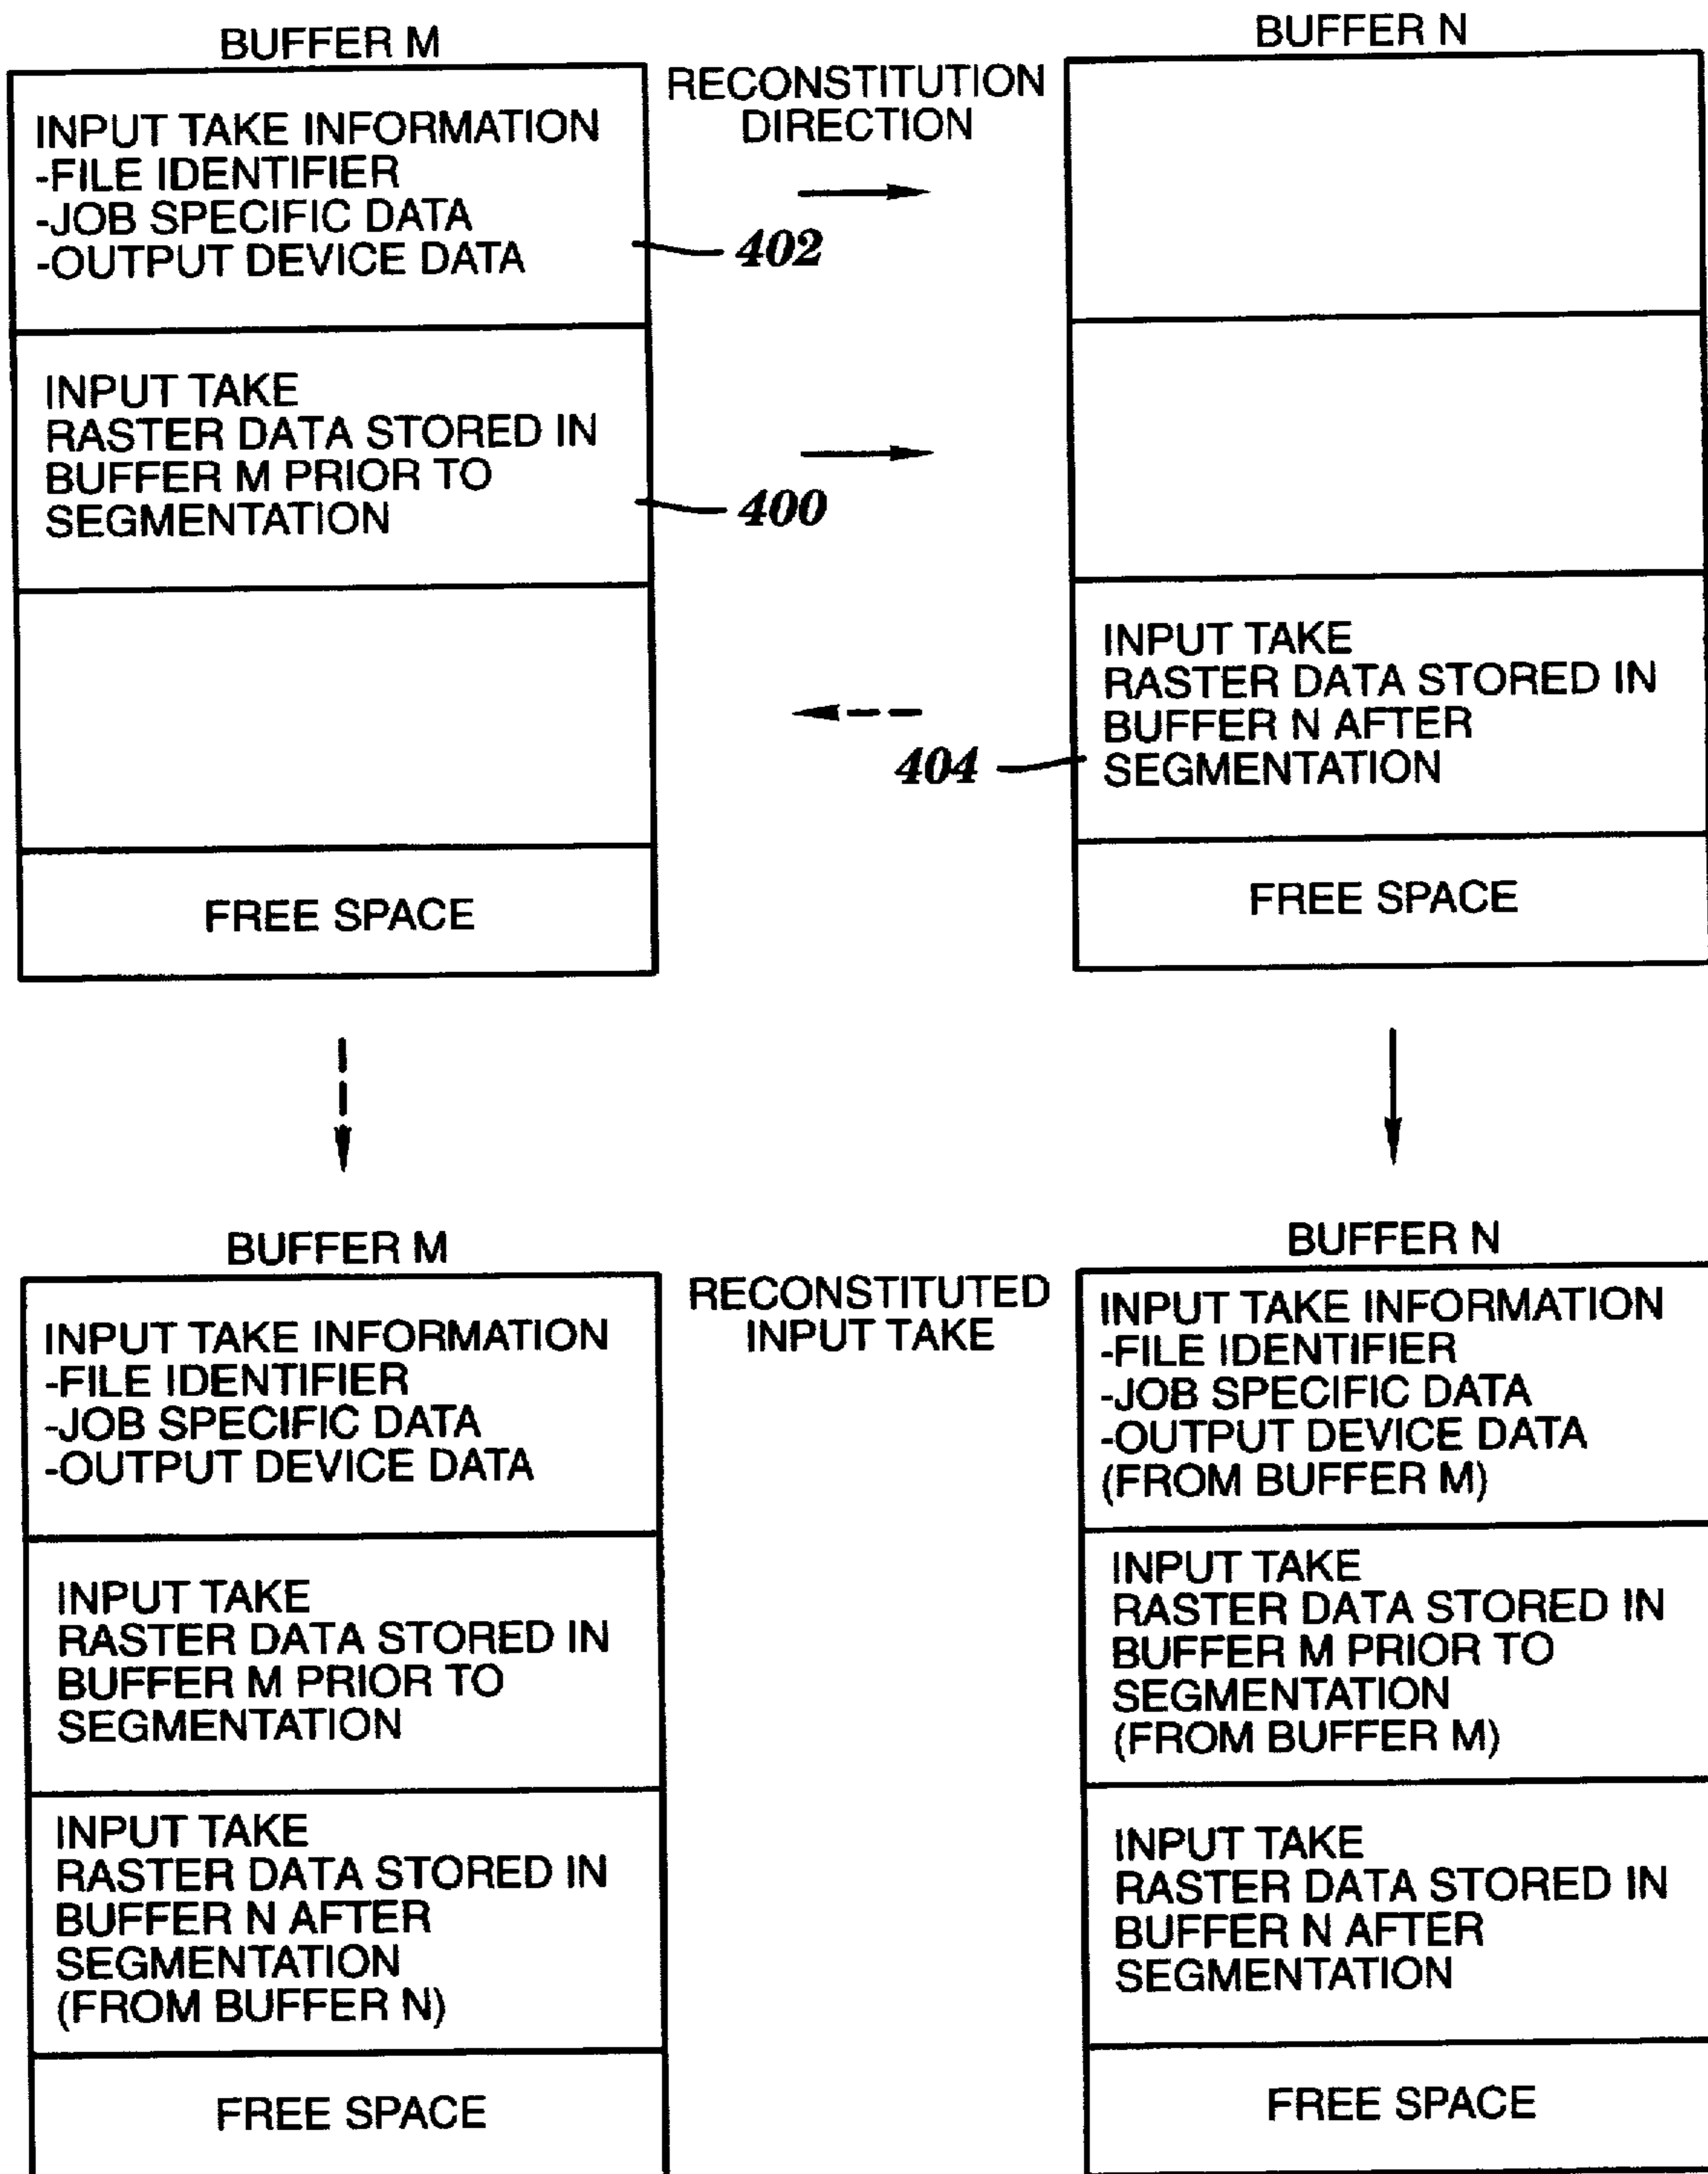 BUFFER M
INPUT TAKE INFORMATION
-FILE IDENTIFIER
-JOB SPECIFIC DATA
-OUTPUT DEVICE DATA
402
INPUT TAKE
RASTER DATA STORED IN
BUFFER M PRIOR TO
SEGMENTATION
400
FREE SPACE
RECONSTITUTION
DIRECTION
BUFFER N
INPUT TAKE
RASTER DATA STORED IN
BUFFER N AFTER
SEGMENTATION
404
FREE SPACE
BUFFER M
INPUT TAKE INFORMATION
-FILE IDENTIFIER
-JOB SPECIFIC DATA
-OUTPUT DEVICE DATA
INPUT TAKE
RASTER DATA STORED IN
BUFFER M PRIOR TO
SEGMENTATION
INPUT TAKE
RASTER DATA STORED IN
BUFFER N AFTER
SEGMENTATION
(FROM BUFFER N)
FREE SPACE
RECONSTITUTED
INPUT TAKE
BUFFER N
INPUT TAKE INFORMATION
-FILE IDENTIFIER
-JOB SPECIFIC DATA
-OUTPUT DEVICE DATA
(FROM BUFFER M)
INPUT TAKE
RASTER DATA STORED IN
BUFFER M PRIOR TO
SEGMENTATION
(FROM BUFFER M)
INPUT TAKE
RASTER DATA STORED IN
BUFFER N AFTER
SEGMENTATION
FREE SPACE